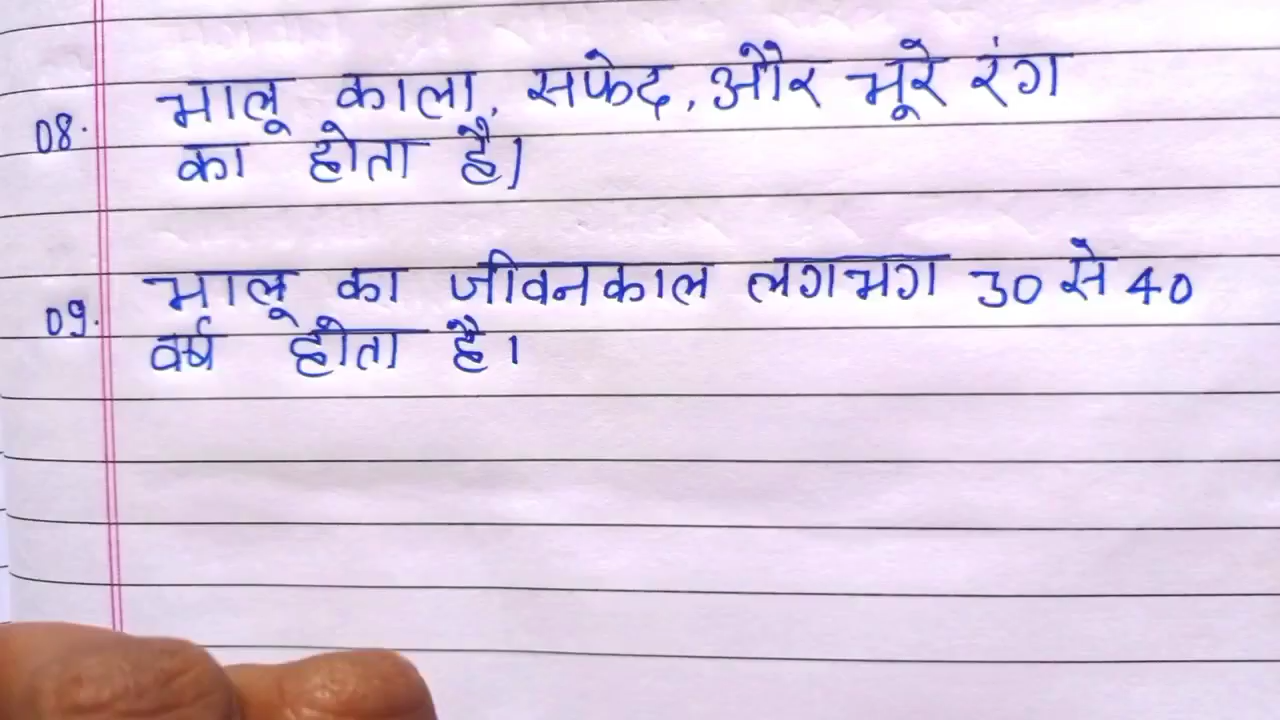 08. भालू काला, सफेद, और भूरे रंग
का होता है।
09. भालू का जीवनकाल लगभग 30 से 40
वर्ष होता है।